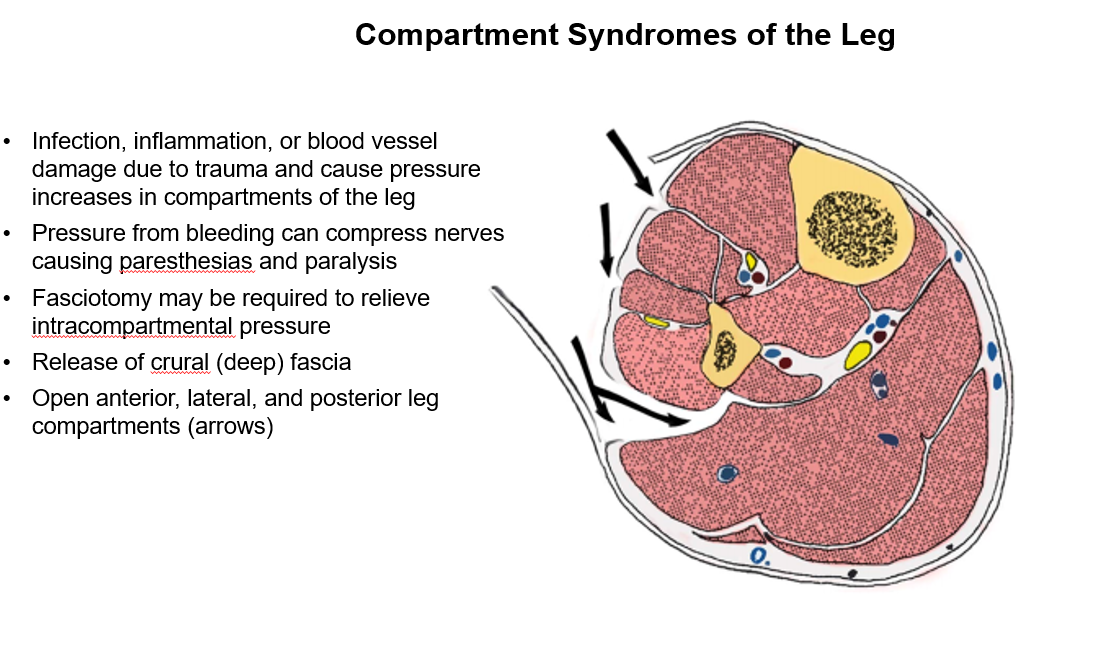 Compartment Syndromes of the Leg
• Infection, inflammation, or blood vessel
damage due to trauma and cause pressure
increases in compartments of the leg
• Pressure from bleeding can compress nerves
causing paresthesias and paralysis
• Fasciotomy may be required to relieve
intracompartmental pressure
• Release of crural (deep) fascia
• Open anterior, lateral, and posterior leg
compartments (arrows)